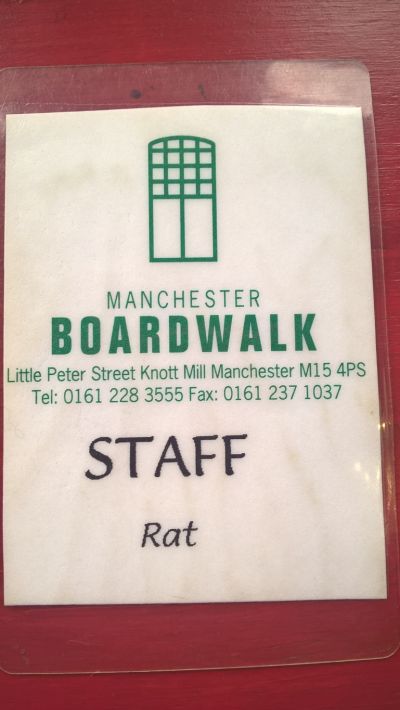 MANCHESTER
BOARDWALK
Little Peter Street Knott Mill Manchester M15 4PS
Tel: 0161 228 3555 Fax: 0161 237 1037
STAFF
Rat